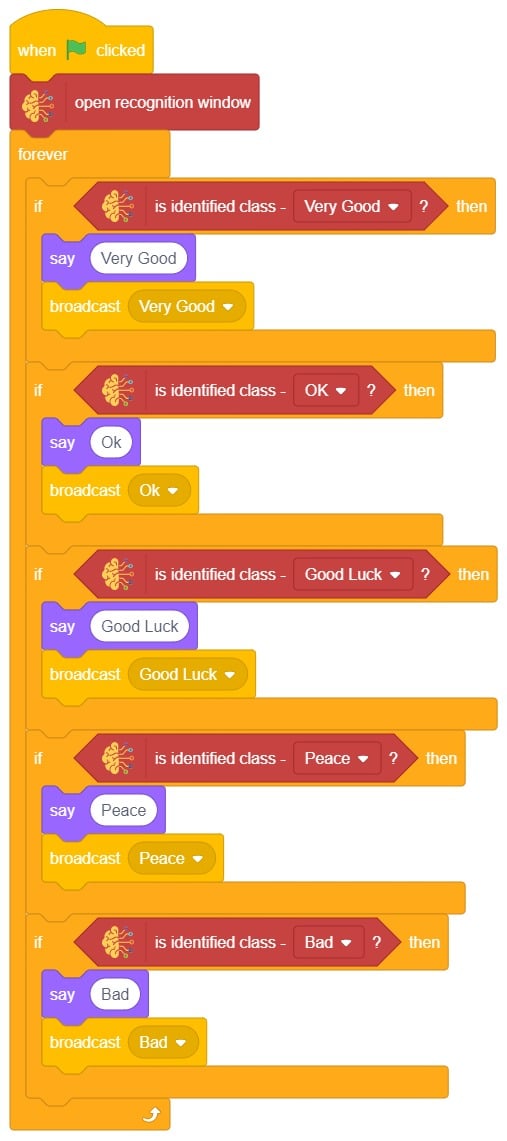 when clicked
open recognition window
forever
if is identified class - Very Good ? then
say Very Good
broadcast Very Good
if is identified class - OK ? then
say Ok
broadcast Ok
if is identified class - Good Luck ? then
say Good Luck
broadcast Good Luck
if is identified class - Peace ? then
say Peace
broadcast Peace
if is identified class - Bad ? then
say Bad
broadcast Bad